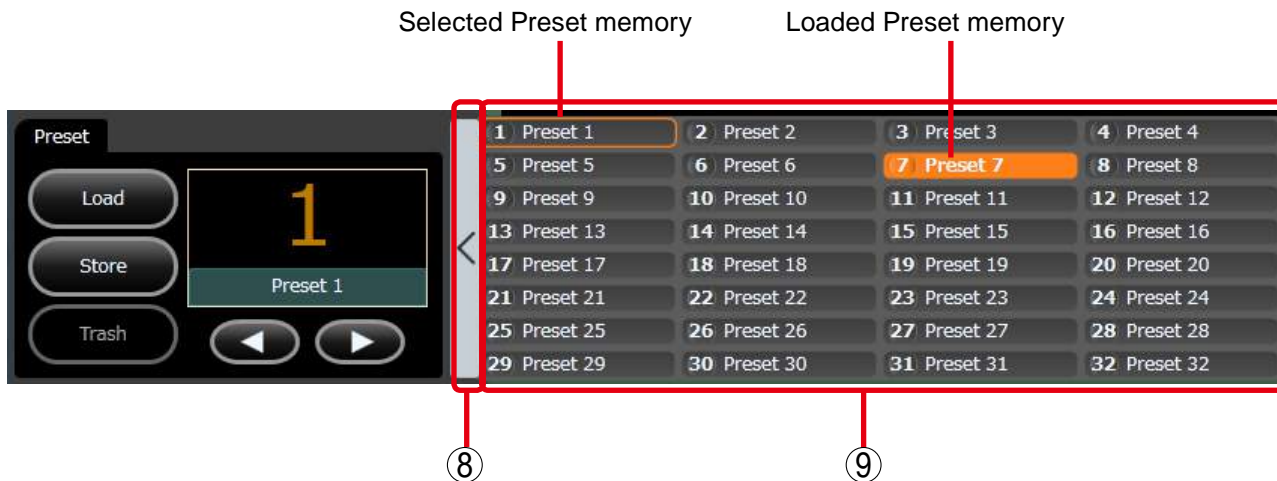 Selected Preset memory Loaded Preset memory
Preset
Load
Store
Trash
1
Preset 1
1 Preset 1 2 Preset 2 3 Preset 3 4 Preset 4
5 Preset 5 6 Preset 6 7 Preset 7 8 Preset 8
9 Preset 9 10 Preset 10 11 Preset 11 12 Preset 12
13 Preset 13 14 Preset 14 15 Preset 15 16 Preset 16
17 Preset 17 18 Preset 18 19 Preset 19 20 Preset 20
21 Preset 21 22 Preset 22 23 Preset 23 24 Preset 24
25 Preset 25 26 Preset 26 27 Preset 27 28 Preset 28
29 Preset 29 30 Preset 30 31 Preset 31 32 Preset 32
⑧ ⑨